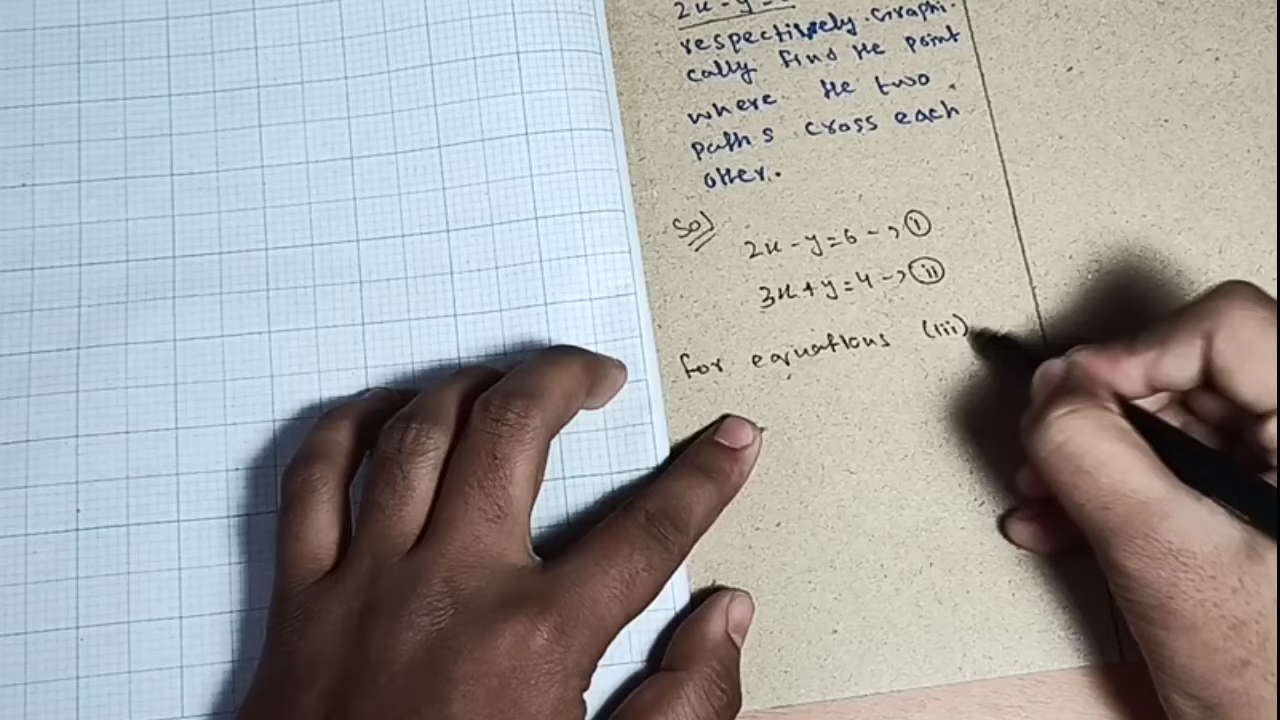 2x - y =
respectively. Graphi-
cally find the point
where the two
paths cross each
other.
Sol
2x - y = 6 -> (i)
3x + y = 4 -> (ii)
for equations (iii)